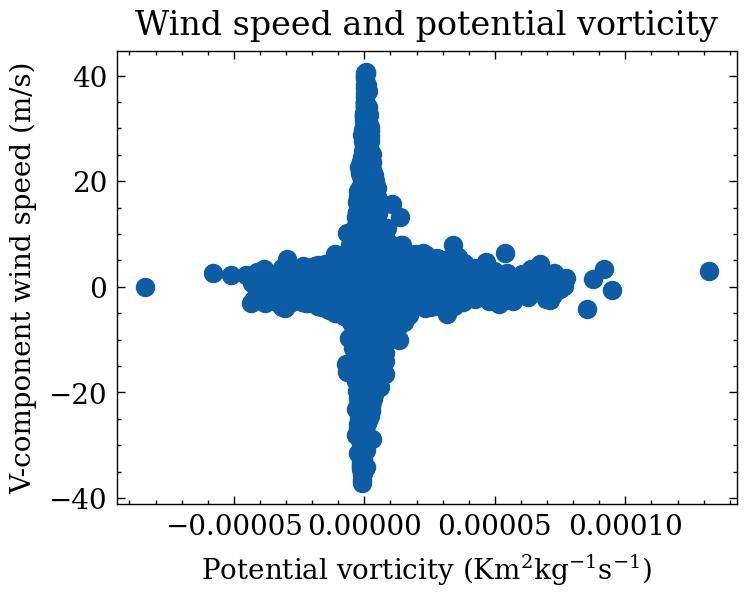 Wind speed and potential vorticity
V-component wind speed (m/s)
40
20
0
−20
−40
−0.00005 0.00000 0.00005 0.00010
Potential vorticity (Km²kg⁻¹s⁻¹)